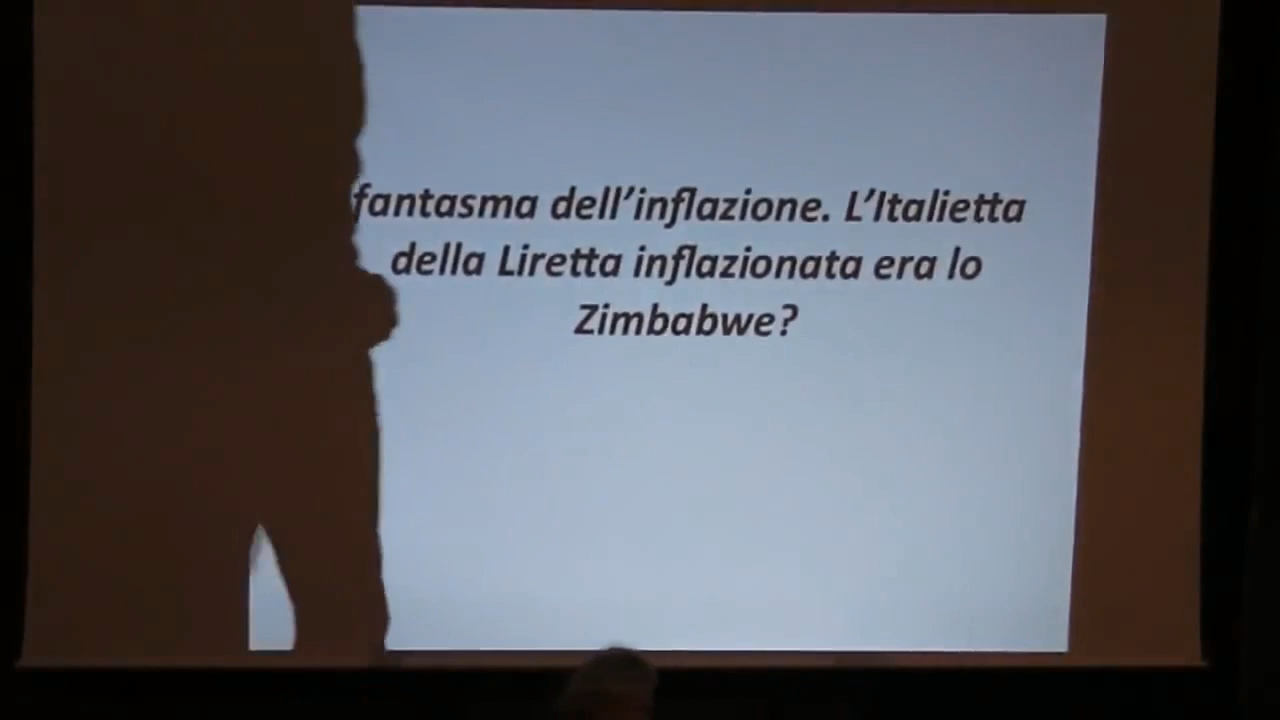 fantasma dell’inflazione. L’Italietta
della Liretta inflazionata era lo
Zimbabwe?